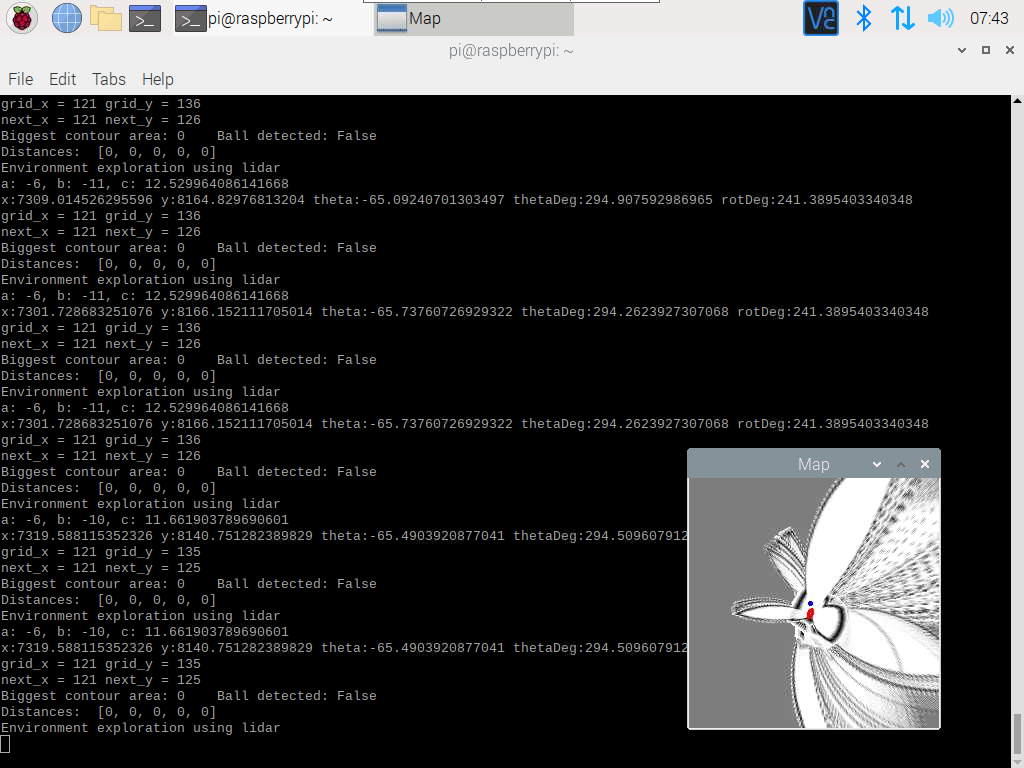 pi@raspberrypi: ~
Map
07:43
pi@raspberrypi: ~
File Edit Tabs Help
grid_x = 121 grid_y = 136
next_x = 121 next_y = 126
Biggest contour area: 0    Ball detected: False
Distances:  [0, 0, 0, 0, 0]
Environment exploration using lidar
a: -6, b: -11, c: 12.529964086141668
x:7309.014526295596 y:8164.82976813204 theta:-65.09240701303497 thetaDeg:294.907592986965 rotDeg:241.3895403340348
grid_x = 121 grid_y = 136
next_x = 121 next_y = 126
Biggest contour area: 0    Ball detected: False
Distances:  [0, 0, 0, 0, 0]
Environment exploration using lidar
a: -6, b: -11, c: 12.529964086141668
x:7301.728683251076 y:8166.152111705014 theta:-65.73760726929322 thetaDeg:294.2623927307068 rotDeg:241.3895403340348
grid_x = 121 grid_y = 136
next_x = 121 next_y = 126
Biggest contour area: 0    Ball detected: False
Distances:  [0, 0, 0, 0, 0]
Environment exploration using lidar
a: -6, b: -11, c: 12.529964086141668
x:7301.728683251076 y:8166.152111705014 theta:-65.73760726929322 thetaDeg:294.2623927307068 rotDeg:241.3895403340348
grid_x = 121 grid_y = 136
next_x = 121 next_y = 126
Biggest contour area: 0    Ball detected: False
Distances:  [0, 0, 0, 0, 0]
Environment exploration using lidar
a: -6, b: -10, c: 11.661903789690601
x:7319.588115352326 y:8140.751282389829 theta:-65.4903920877041 thetaDeg:294.509607912
grid_x = 121 grid_y = 135
next_x = 121 next_y = 125
Biggest contour area: 0    Ball detected: False
Distances:  [0, 0, 0, 0, 0]
Environment exploration using lidar
a: -6, b: -10, c: 11.661903789690601
x:7319.588115352326 y:8140.751282389829 theta:-65.4903920877041 thetaDeg:294.509607912
grid_x = 121 grid_y = 135
next_x = 121 next_y = 125
Biggest contour area: 0    Ball detected: False
Distances:  [0, 0, 0, 0, 0]
Environment exploration using lidar
Map